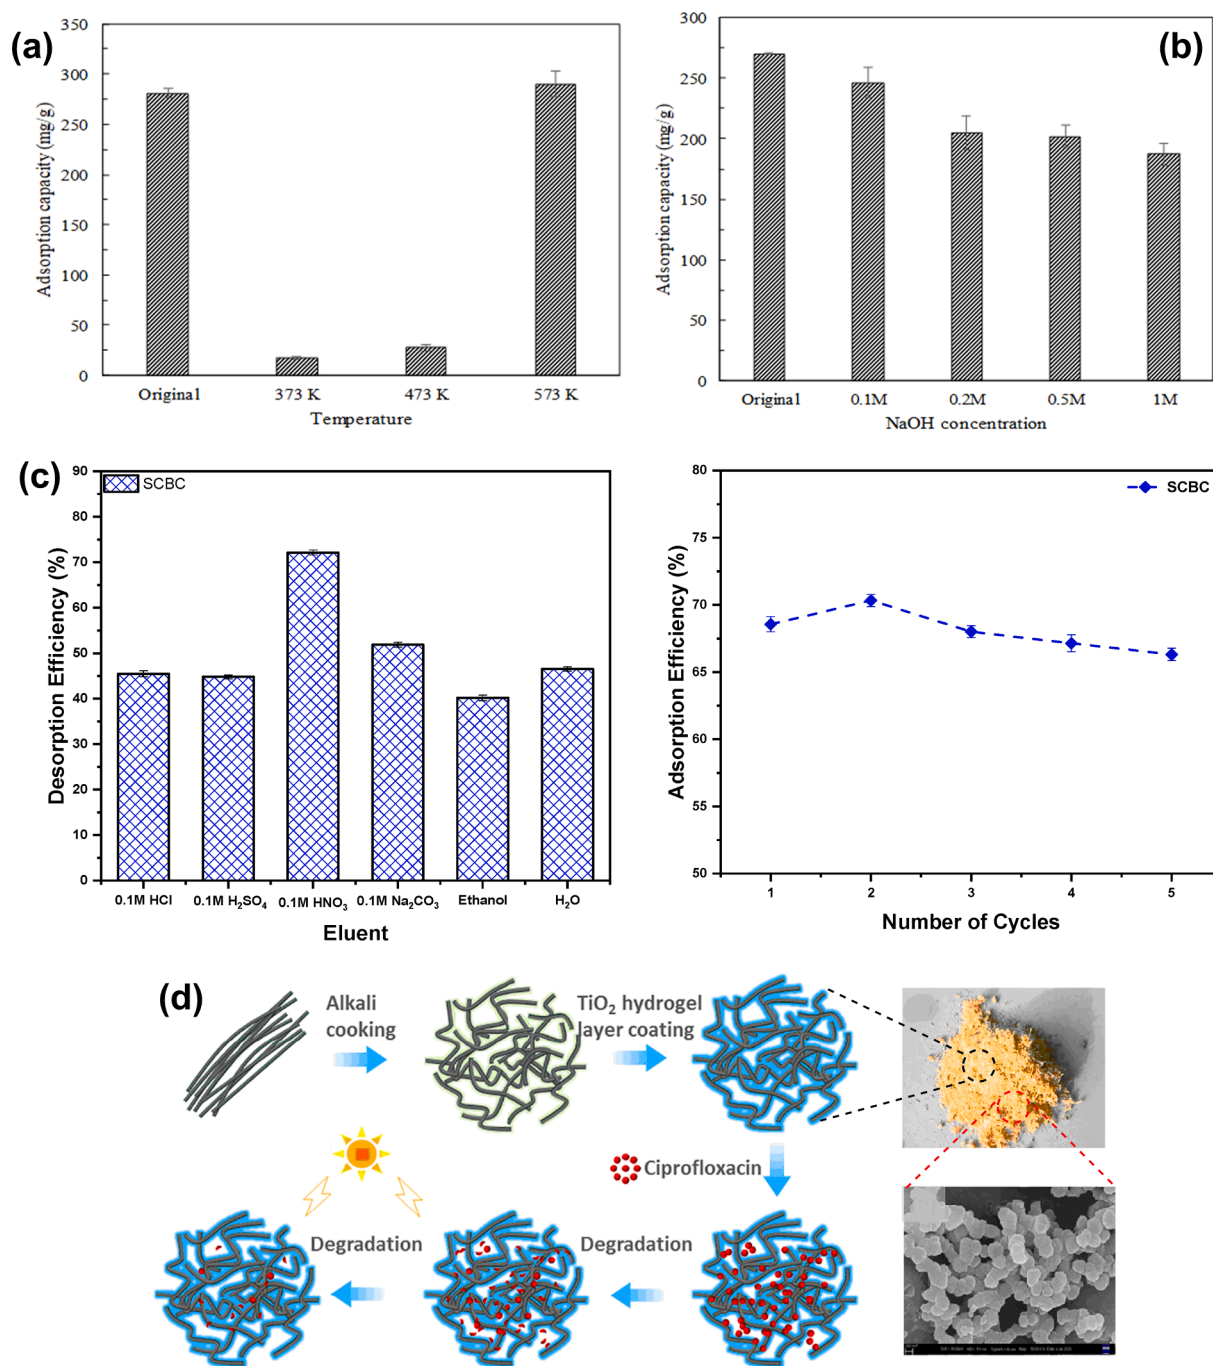 (a)
350
300
250
200
150
100
50
0
Adsorption capacity (mg/g)
Original
373 K
473 K
573 K
Temperature
(b)
300
250
200
150
100
50
0
Adsorption capacity (mg/g)
Original
0.1M
0.2M
0.5M
1M
NaOH concentration
(c)
90
80
70
60
50
40
30
20
10
0
Desorption Efficiency (%)
SCBC
0.1M HCl
0.1M H₂SO₄
0.1M HNO₃
0.1M Na₂CO₃
Ethanol
H₂O
Eluent
80
75
70
65
60
55
50
Adsorption Efficiency (%)
SCBC
1
2
3
4
5
Number of Cycles
(d)
Alkali
cooking
TiO₂ hydrogel
layer coating
Ciprofloxacin
Degradation
Degradation